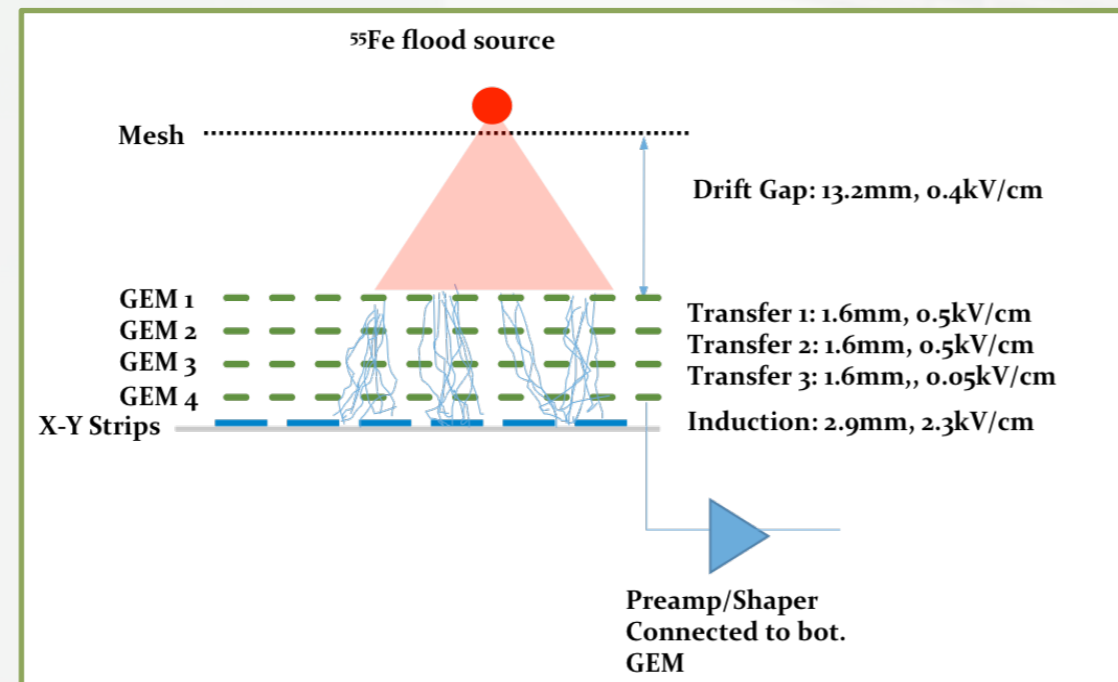 ⁵⁵Fe flood source
Mesh
Drift Gap: 13.2mm, 0.4kV/cm
GEM 1
GEM 2
GEM 3
GEM 4
X-Y Strips
Transfer 1: 1.6mm, 0.5kV/cm
Transfer 2: 1.6mm, 0.5kV/cm
Transfer 3: 1.6mm,, 0.05kV/cm
Induction: 2.9mm, 2.3kV/cm
Preamp/Shaper
Connected to bot.
GEM